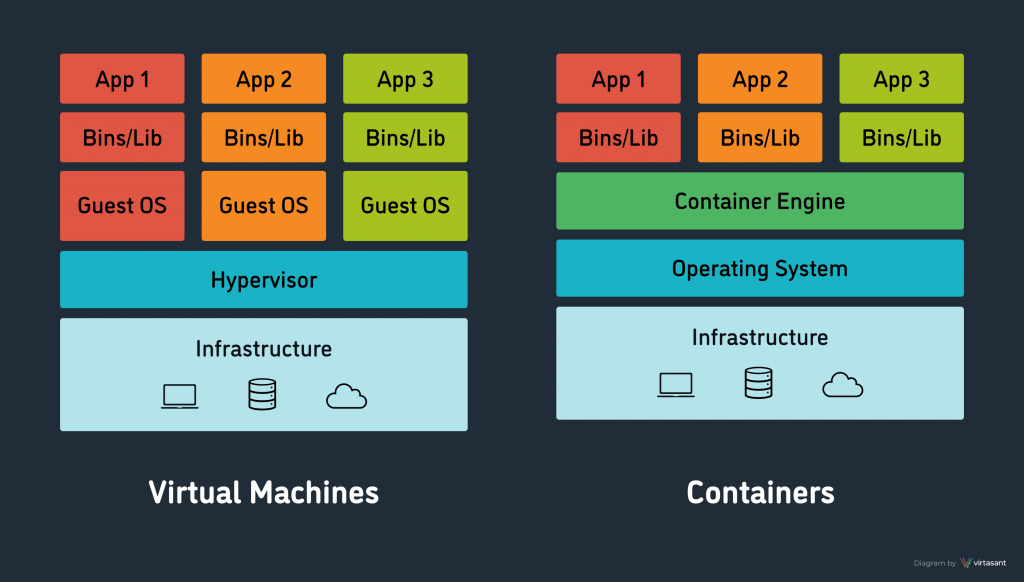 App 1
App 2
App 3
Bins/Lib
Bins/Lib
Bins/Lib
Guest OS
Guest OS
Guest OS
Hypervisor
Infrastructure
Virtual Machines
App 1
App 2
App 3
Bins/Lib
Bins/Lib
Bins/Lib
Container Engine
Operating System
Infrastructure
Containers
Diagram by virtasant